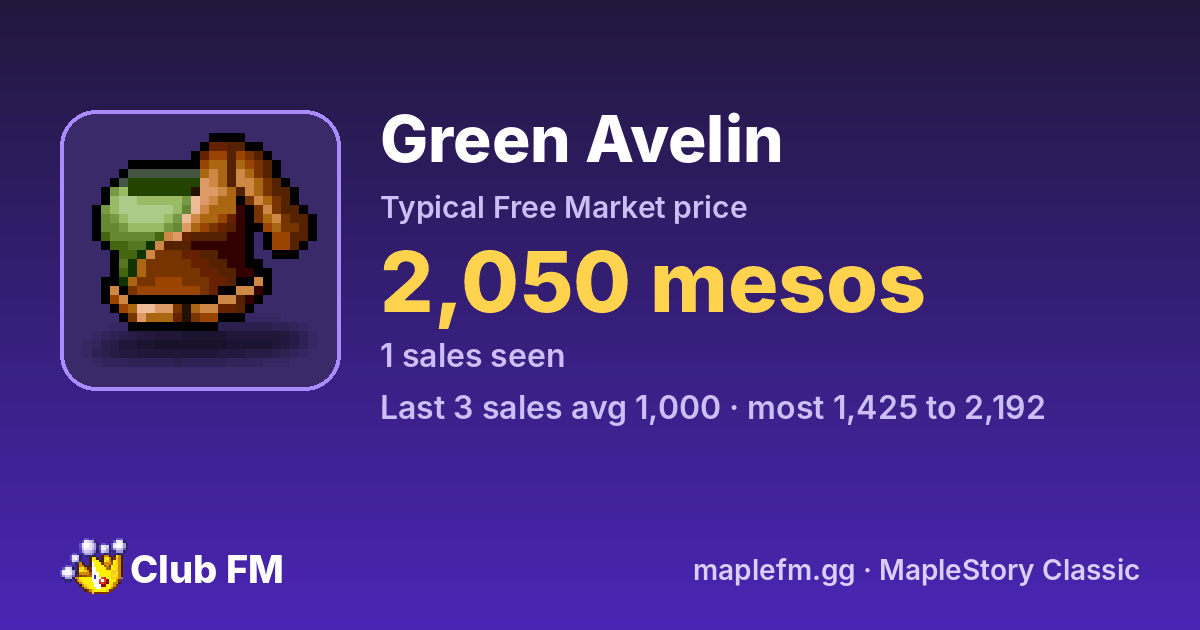 Green Avelin
Typical Free Market price
2,050 mesos
1 sales seen
Last 3 sales avg 1,000 · most 1,425 to 2,192
Club FM
maplefm.gg · MapleStory Classic